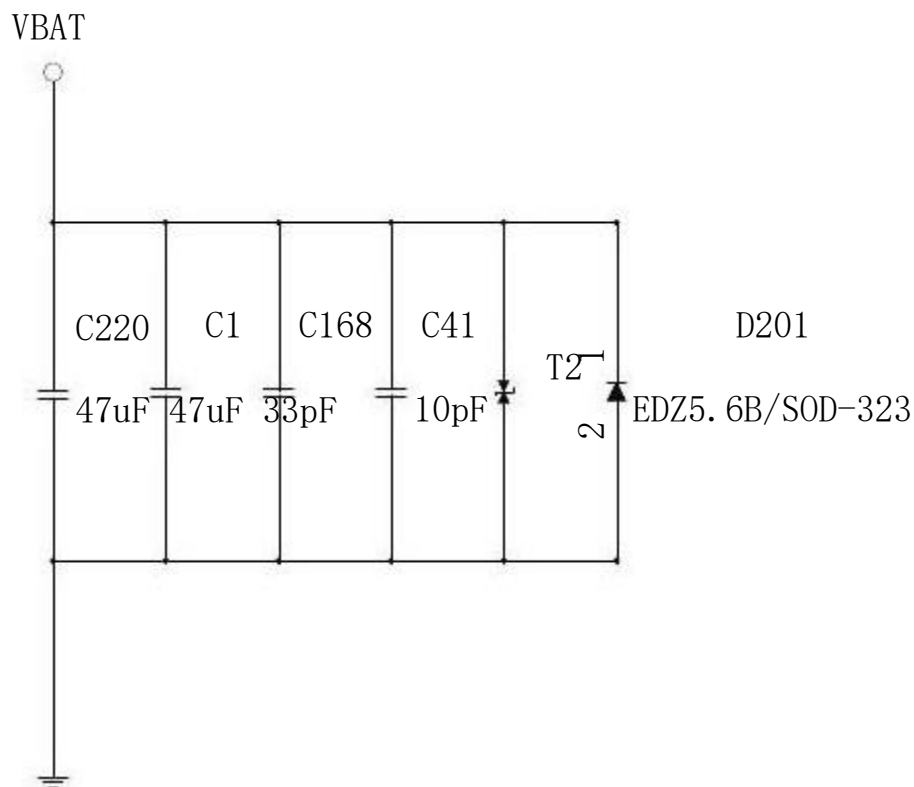 VBAT
C220 C1 C168 C41 D201
T2 1
47uF 47uF 33pF 10pF EDZ5.6B/SOD-323
2